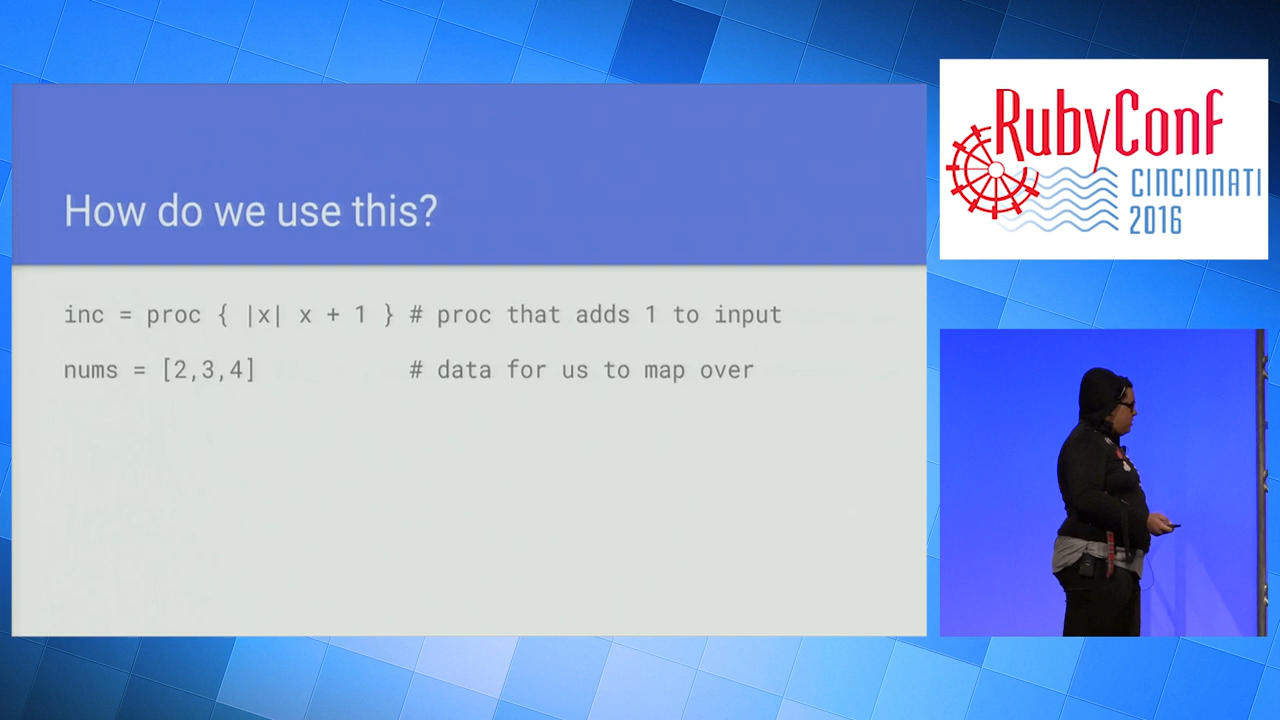 How do we use this?
inc = proc { |x| x + 1 } # proc that adds 1 to input
nums = [2,3,4] # data for us to map over
RubyConf
CINCINNATI
2016